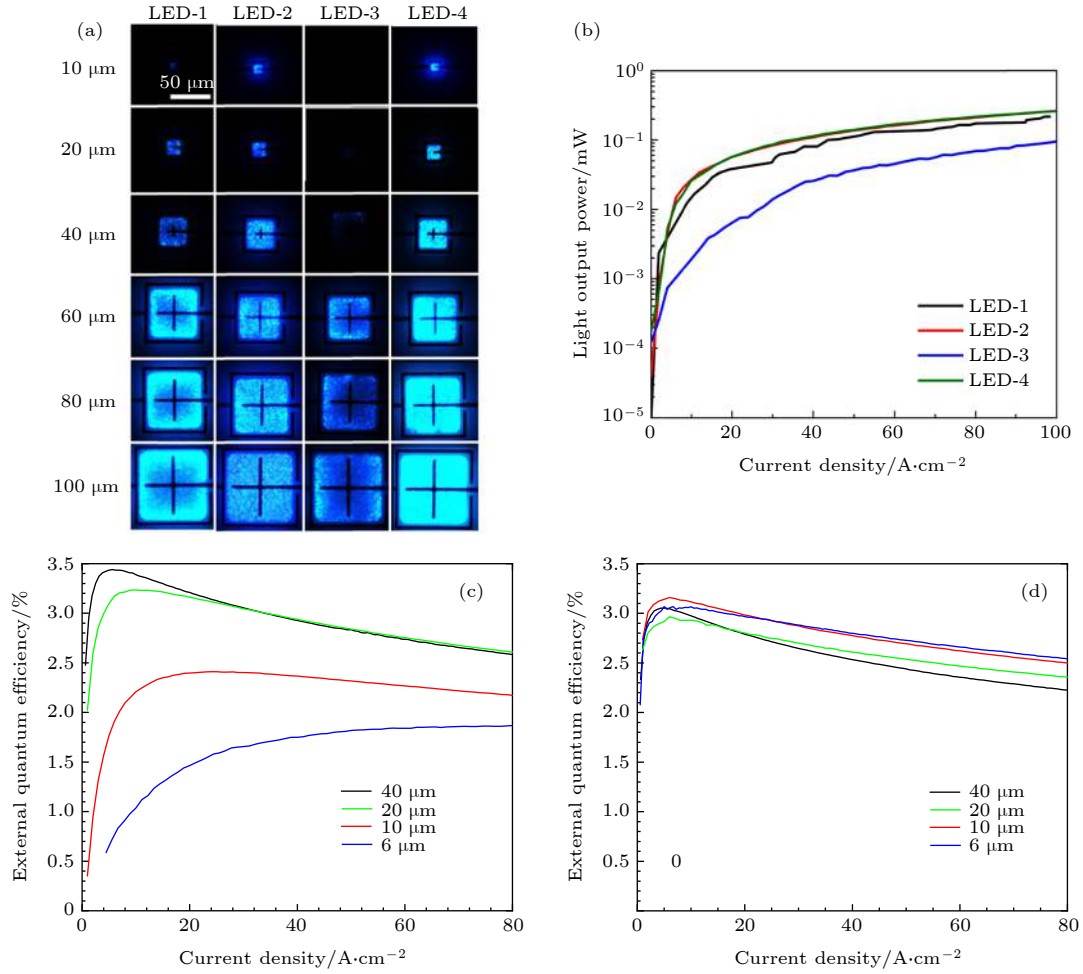 (a)
LED-1 LED-2 LED-3 LED-4
10 μm
50 μm
20 μm
40 μm
60 μm
80 μm
100 μm
(b)
Light output power/mW
10⁰
10⁻¹
10⁻²
10⁻³
10⁻⁴
10⁻⁵
LED-1
LED-2
LED-3
LED-4
0 20 40 60 80 100
Current density/A·cm⁻²
(c)
External quantum efficiency/%
3.5
3.0
2.5
2.0
1.5
1.0
0.5
0
40 μm
20 μm
10 μm
6 μm
0 20 40 60 80
Current density/A·cm⁻²
(d)
External quantum efficiency/%
3.5
3.0
2.5
2.0
1.5
1.0
0.5
0
0
40 μm
20 μm
10 μm
6 μm
0 20 40 60 80
Current density/A·cm⁻²